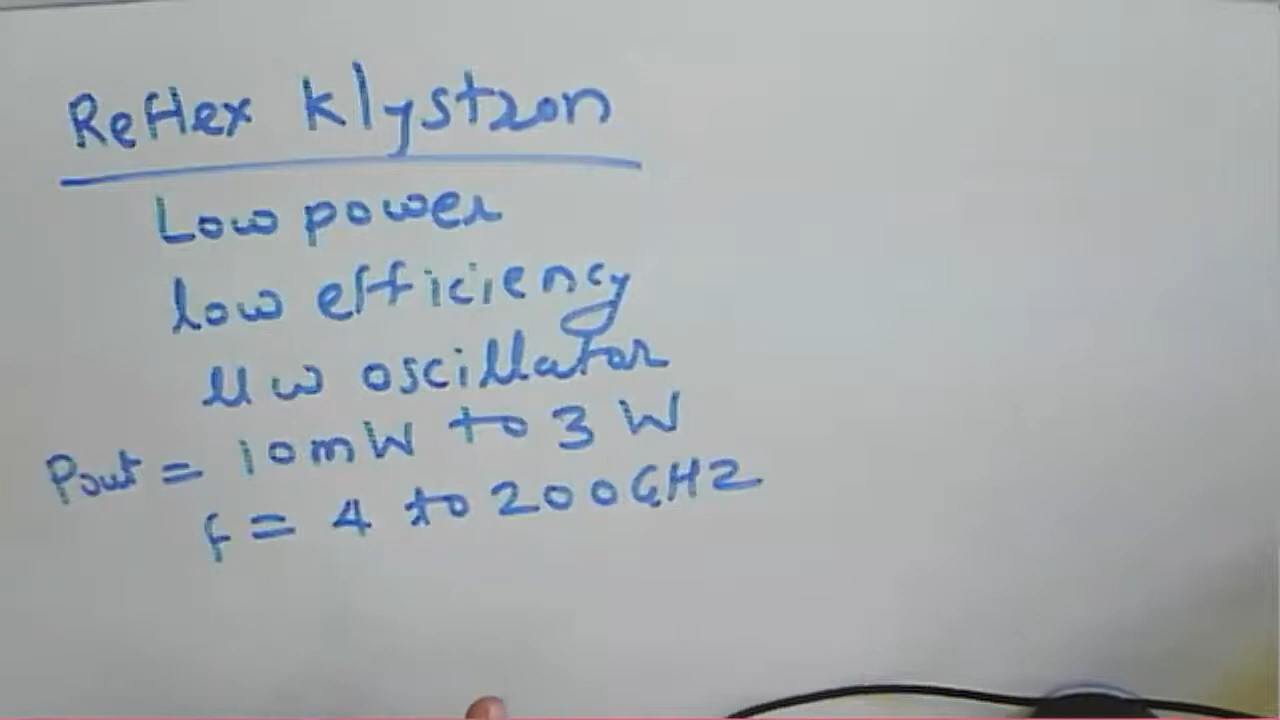 Reflex Klystron
Low power
low efficiency
μw oscillator
Pout = 10mW to 3 W
f = 4 to 200GHz